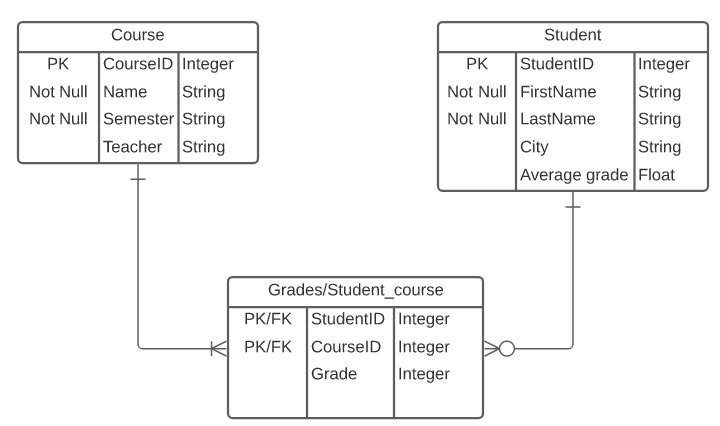 Course
PK CourseID Integer
Not Null Name String
Not Null Semester String
Teacher String
Student
PK StudentID Integer
Not Null FirstName String
Not Null LastName String
City String
Average grade Float
Grades/Student_course
PK/FK StudentID Integer
PK/FK CourseID Integer
Grade Integer